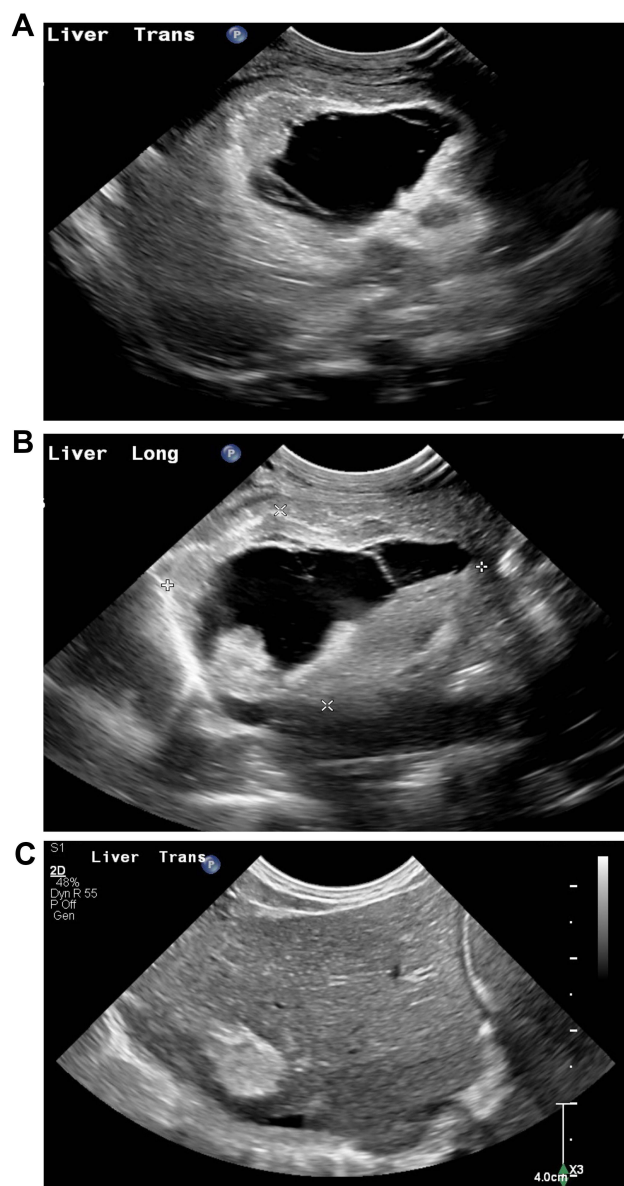 A
Liver Trans P
B
Liver Long P
C
S1
Liver Trans P
2D
48%
Dyn R 55
P Off
Gen
4.0cm X3